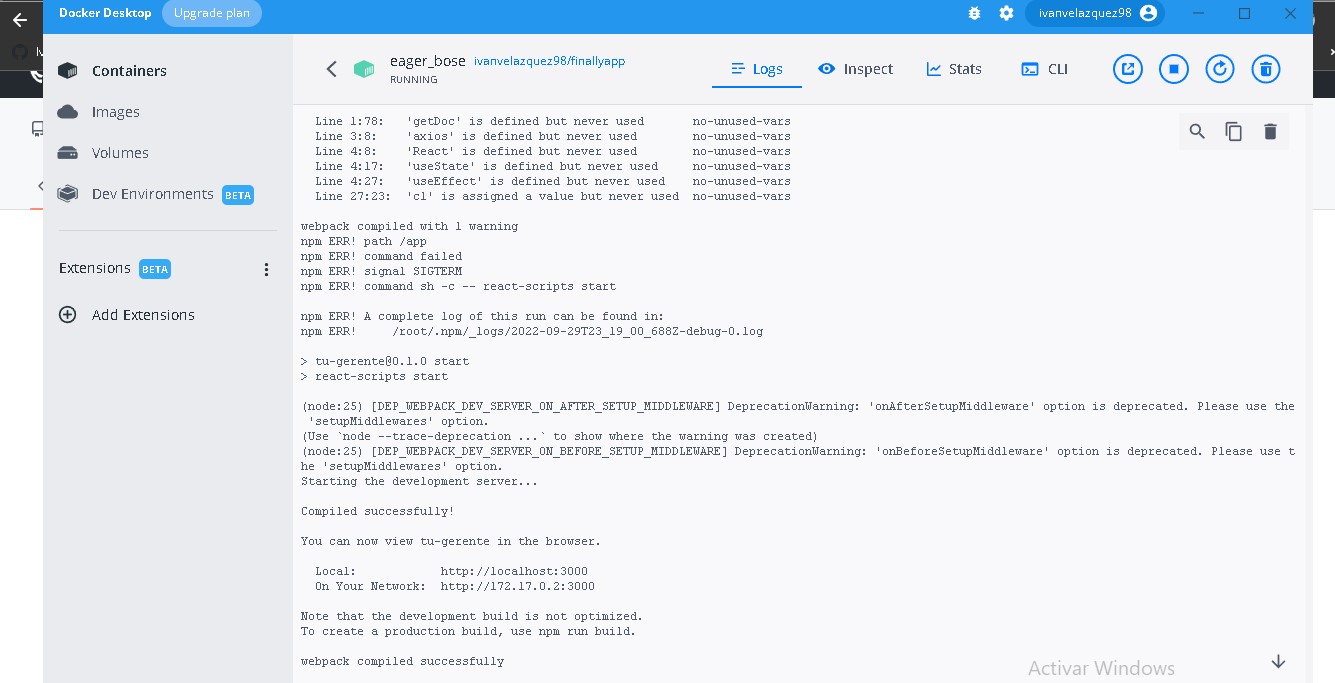 Docker Desktop Upgrade plan ivanvelazquez98
Containers
Images
Volumes
Dev Environments BETA
Extensions BETA
Add Extensions
eager_bose ivanvelazquez98/finallyapp
RUNNING
Logs Inspect Stats CLI
Line 1:78: 'getDoc' is defined but never used no-unused-vars
Line 3:8: 'axios' is defined but never used no-unused-vars
Line 4:8: 'React' is defined but never used no-unused-vars
Line 4:17: 'useState' is defined but never used no-unused-vars
Line 4:27: 'useEffect' is defined but never used no-unused-vars
Line 27:23: 'cl' is assigned a value but never used no-unused-vars
webpack compiled with 1 warning
npm ERR! path /app
npm ERR! command failed
npm ERR! signal SIGTERM
npm ERR! command sh -c -- react-scripts start
npm ERR! A complete log of this run can be found in:
npm ERR! /root/.npm/_logs/2022-09-29T23_19_00_688Z-debug-0.log
> tu-gerente@0.1.0 start
> react-scripts start
(node:25) [DEP_WEBPACK_DEV_SERVER_ON_AFTER_SETUP_MIDDLEWARE] DeprecationWarning: 'onAfterSetupMiddleware' option is deprecated. Please use the
'setupMiddlewares' option.
(Use `node --trace-deprecation ...` to show where the warning was created)
(node:25) [DEP_WEBPACK_DEV_SERVER_ON_BEFORE_SETUP_MIDDLEWARE] DeprecationWarning: 'onBeforeSetupMiddleware' option is deprecated. Please use t
he 'setupMiddlewares' option.
Starting the development server...
Compiled successfully!
You can now view tu-gerente in the browser.
Local: http://localhost:3000
On Your Network: http://172.17.0.2:3000
Note that the development build is not optimized.
To create a production build, use npm run build.
webpack compiled successfully
Activar Windows